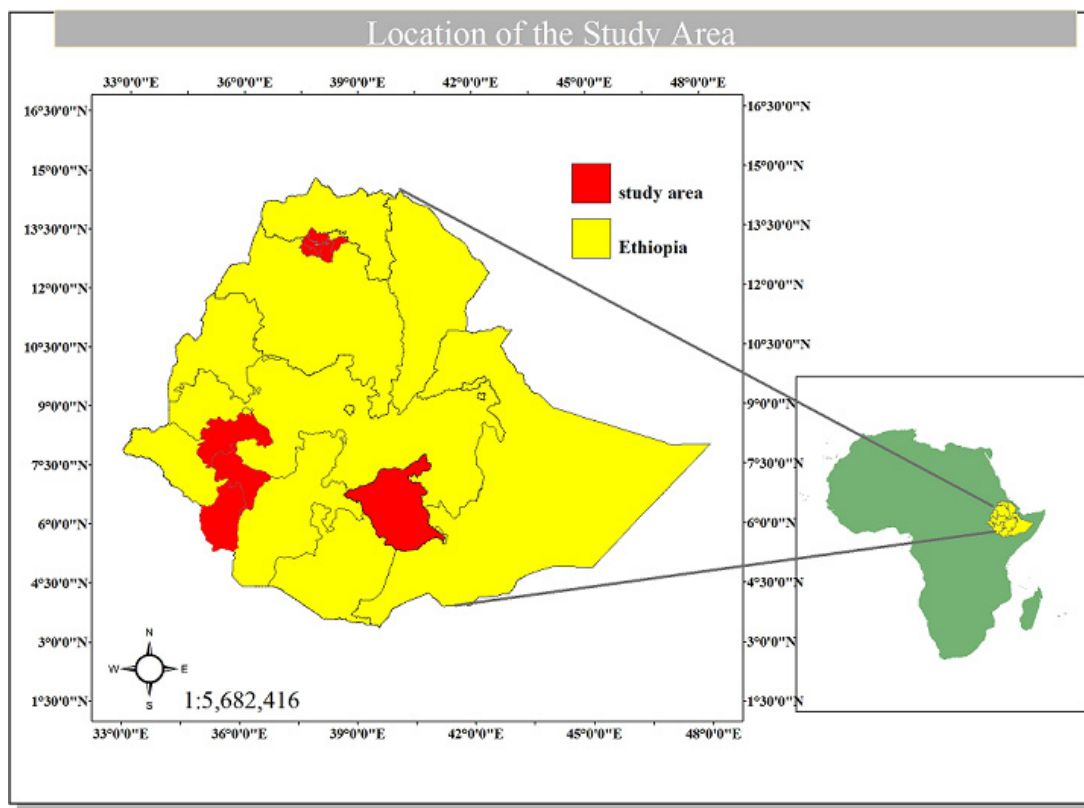 Location of the Study Area
33°0'0"E 36°0'0"E 39°0'0"E 42°0'0"E 45°0'0"E 48°0'0"E
16°30'0"N 16°30'0"N
15°0'0"N 15°0'0"N
study area
13°30'0"N 13°30'0"N
Ethiopia
12°0'0"N 12°0'0"N
10°30'0"N 10°30'0"N
9°0'0"N 9°0'0"N
7°30'0"N 7°30'0"N
6°0'0"N 6°0'0"N
4°30'0"N 4°30'0"N
3°0'0"N 3°0'0"N
N
W E
S
1:5,682,416
1°30'0"N 1°30'0"N
33°0'0"E 36°0'0"E 39°0'0"E 42°0'0"E 45°0'0"E 48°0'0"E